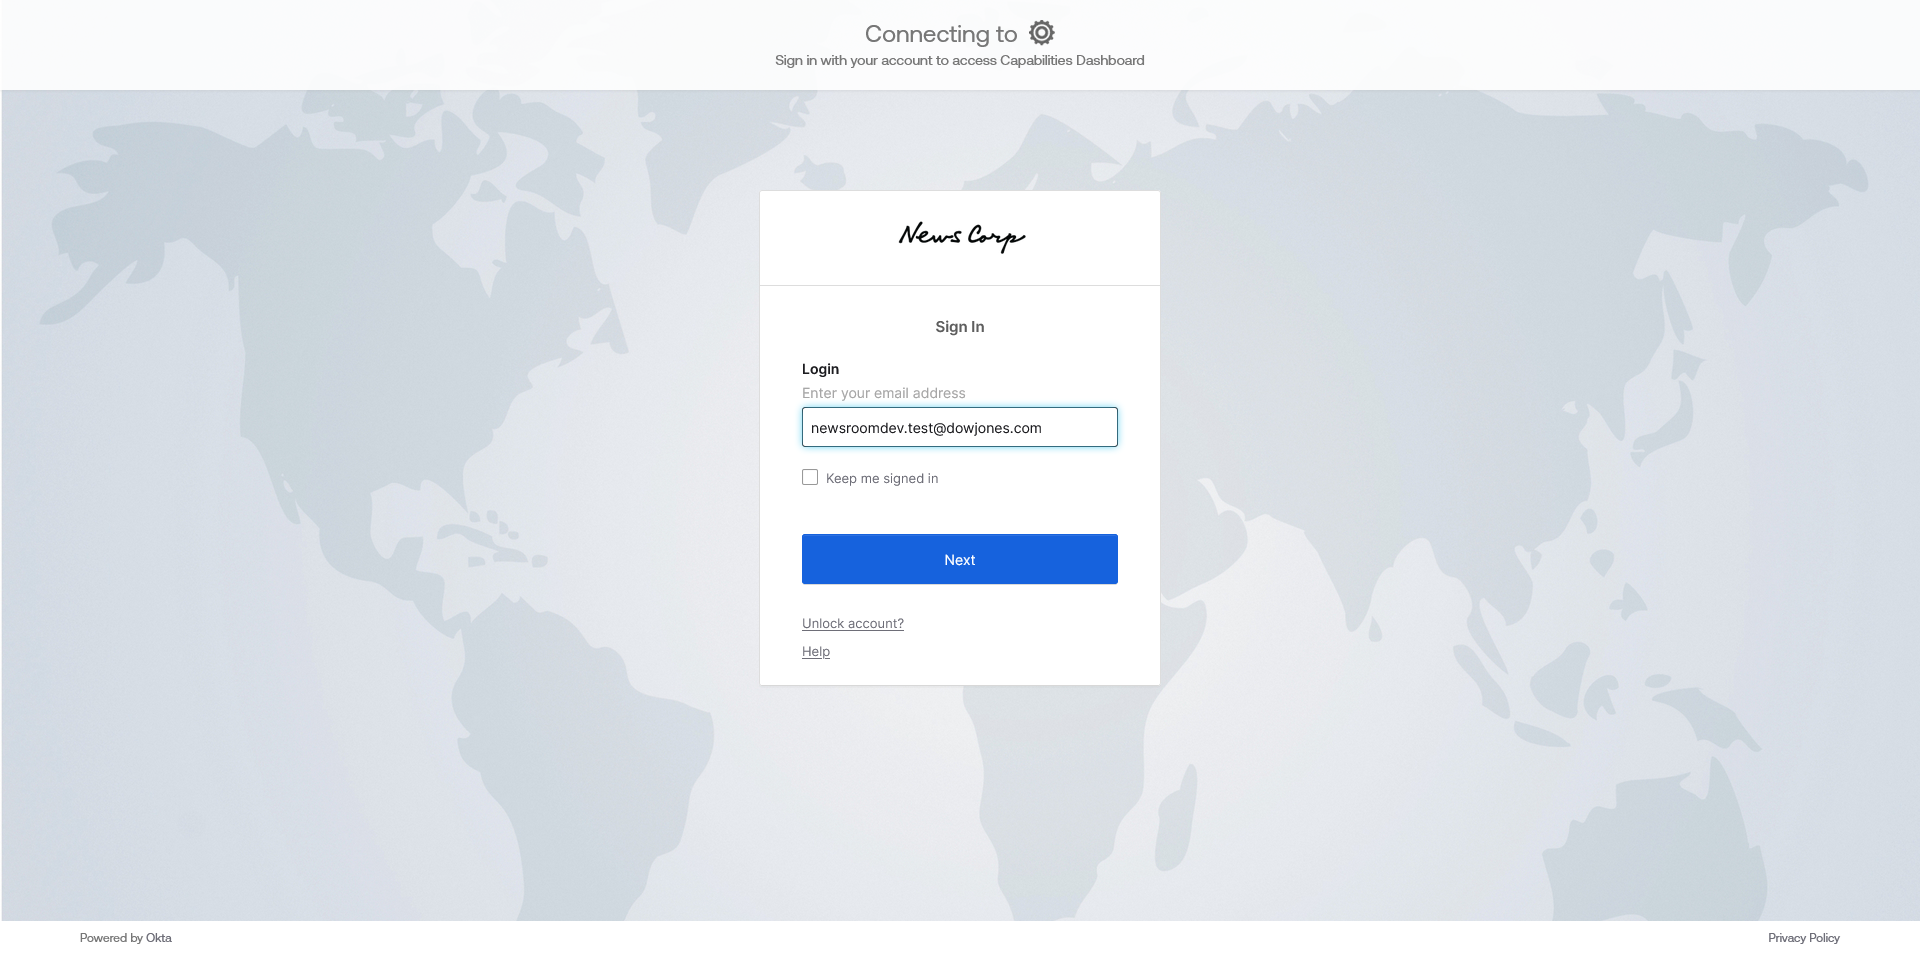 Connecting to
Sign in with your account to access Capabilities Dashboard
News Corp
Sign In
Login
Enter your email address
newsroomdev.test@dowjones.com
Keep me signed in
Next
Unlock account?
Help
Powered by Okta
Privacy Policy